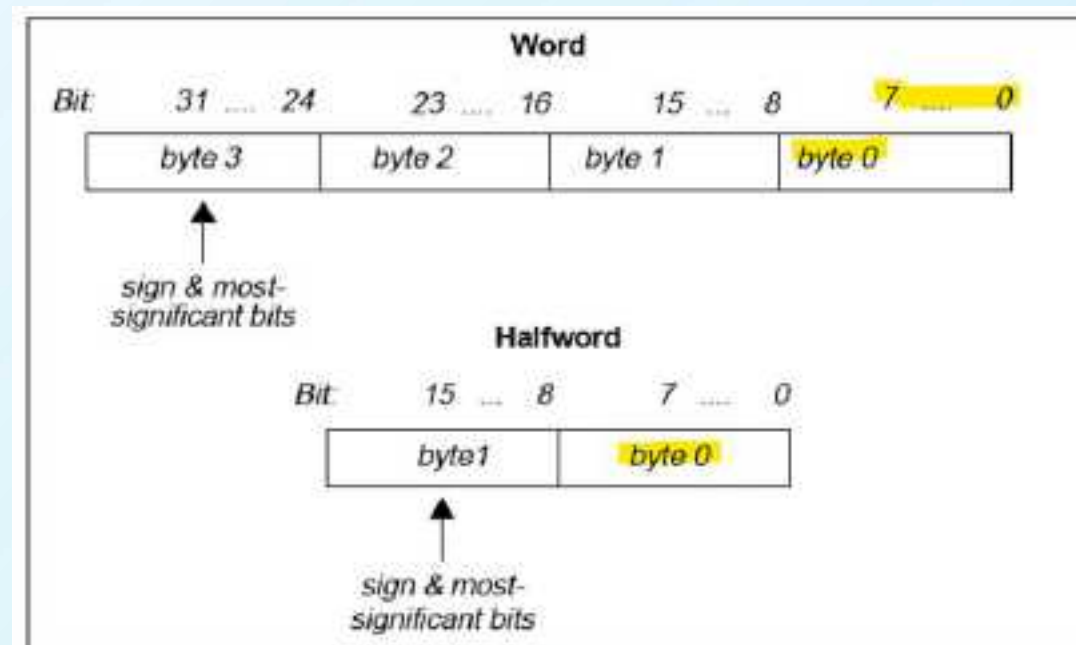 Word
Bit: 31 .... 24 23 .... 16 15 ... 8 7 .... 0
byte 3 byte 2 byte 1 byte 0
sign & most-
significant bits
Halfword
Bit: 15 ... 8 7 .... 0
byte1 byte 0
sign & most-
significant bits